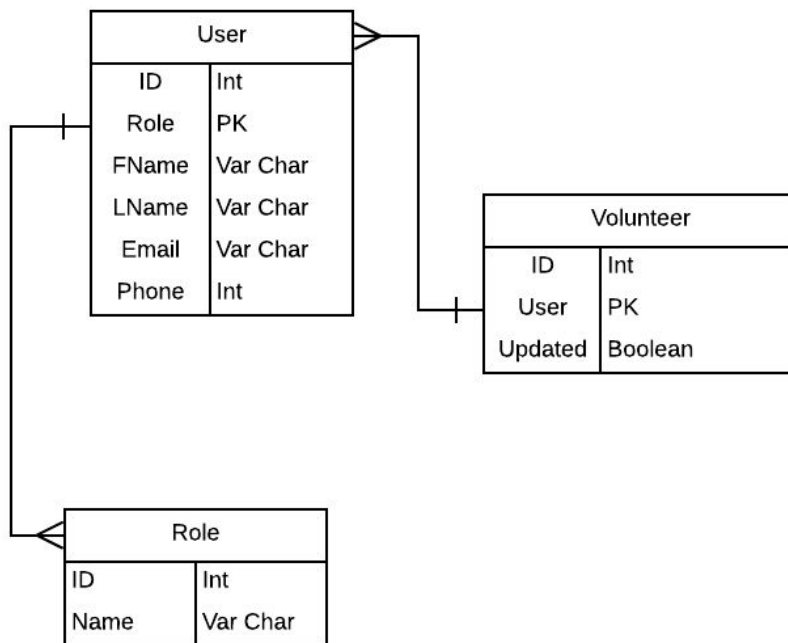 User
ID Int
Role PK
FName Var Char
LName Var Char
Email Var Char
Phone Int
Volunteer
ID Int
User PK
Updated Boolean
Role
ID Int
Name Var Char